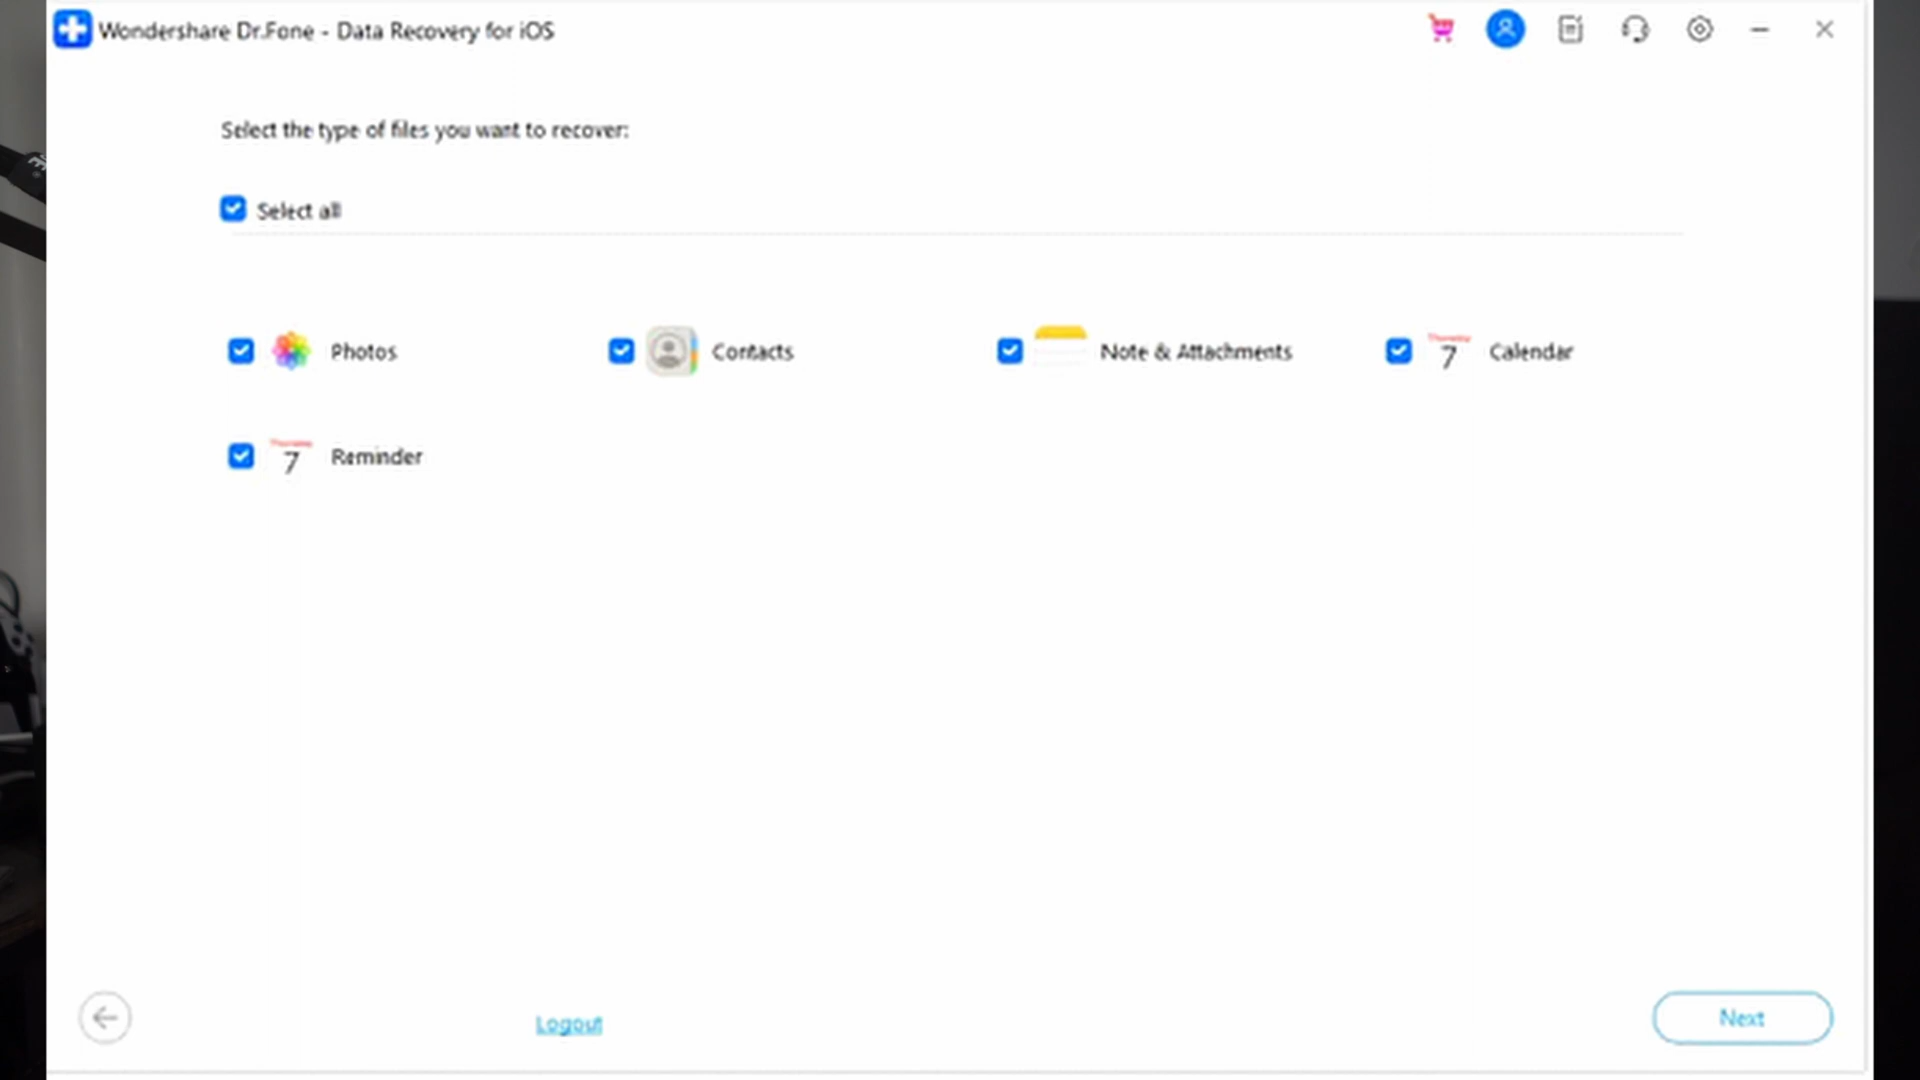 Wondershare Dr.Fone - Data Recovery for iOS
Select the type of files you want to recover:
Select all
Photos
Contacts
Note & Attachments
7
Calendar
7
Reminder
Logout
Next